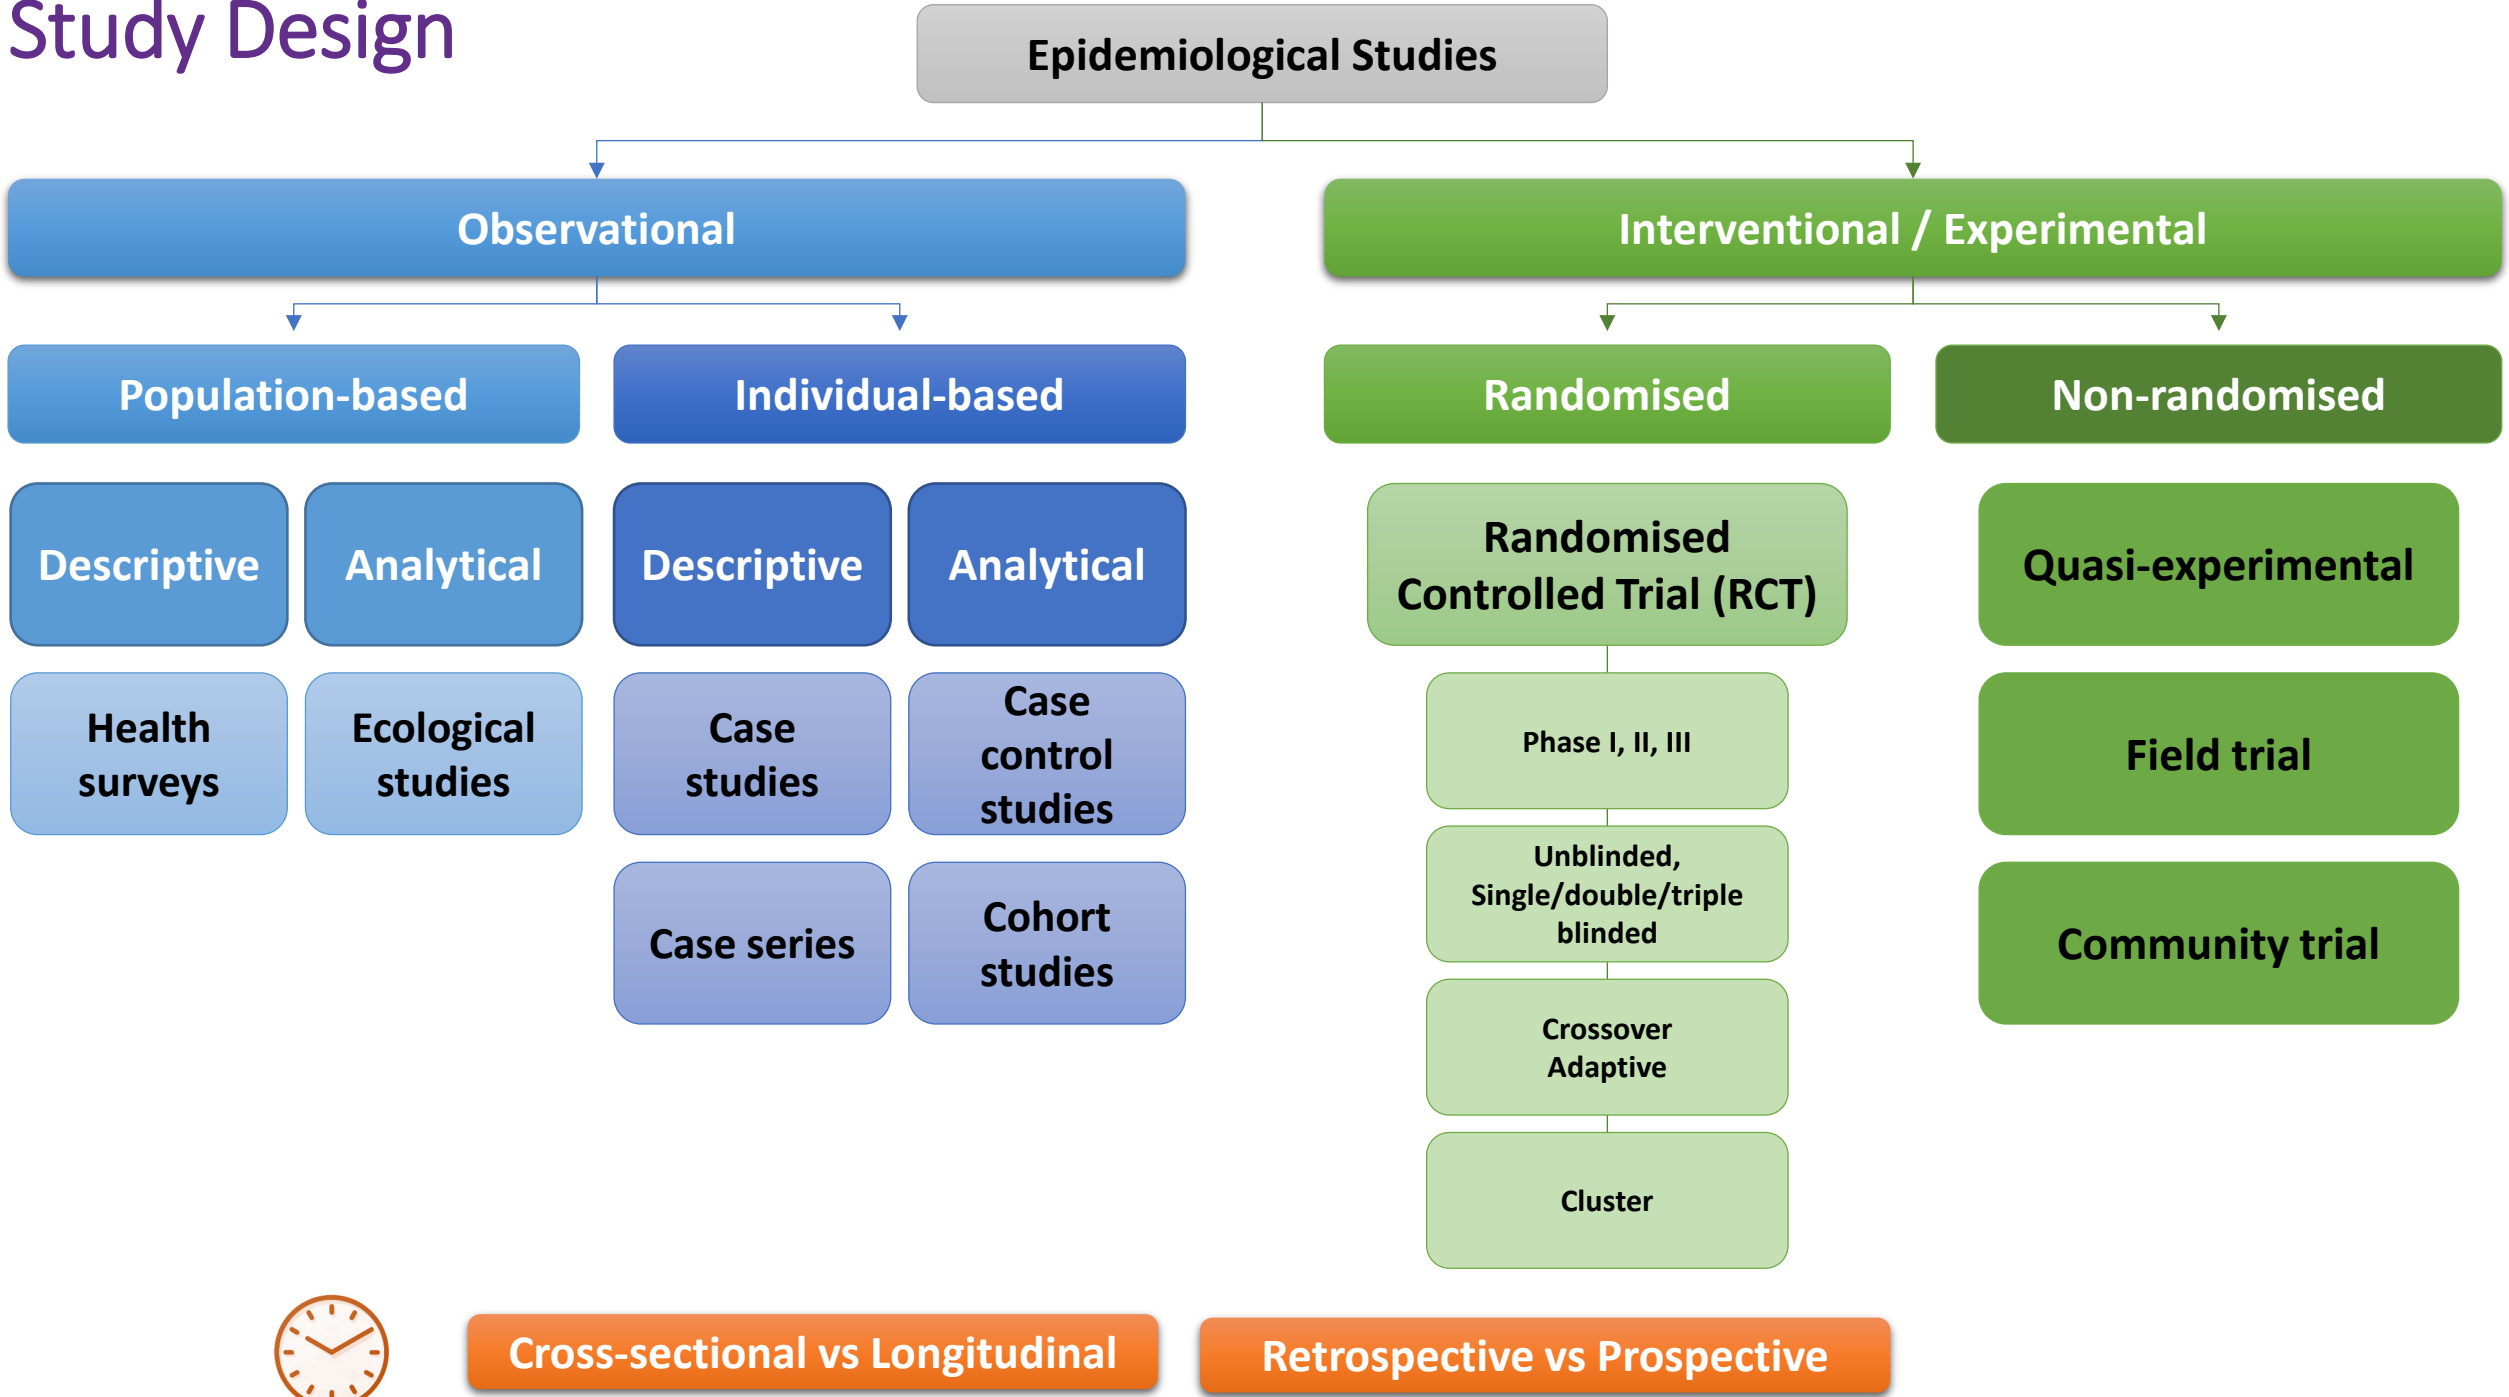 Study Design
Epidemiological Studies
Observational
Interventional / Experimental
Population-based
Individual-based
Randomised
Non-randomised
Descriptive
Analytical
Descriptive
Analytical
Randomised
Controlled Trial (RCT)
Quasi-experimental
Health
surveys
Ecological
studies
Case
studies
Case
control
studies
Phase I, II, III
Field trial
Case series
Cohort
studies
Unblinded,
Single/double/triple
blinded
Community trial
Crossover
Adaptive
Cluster
Cross-sectional vs Longitudinal
Retrospective vs Prospective